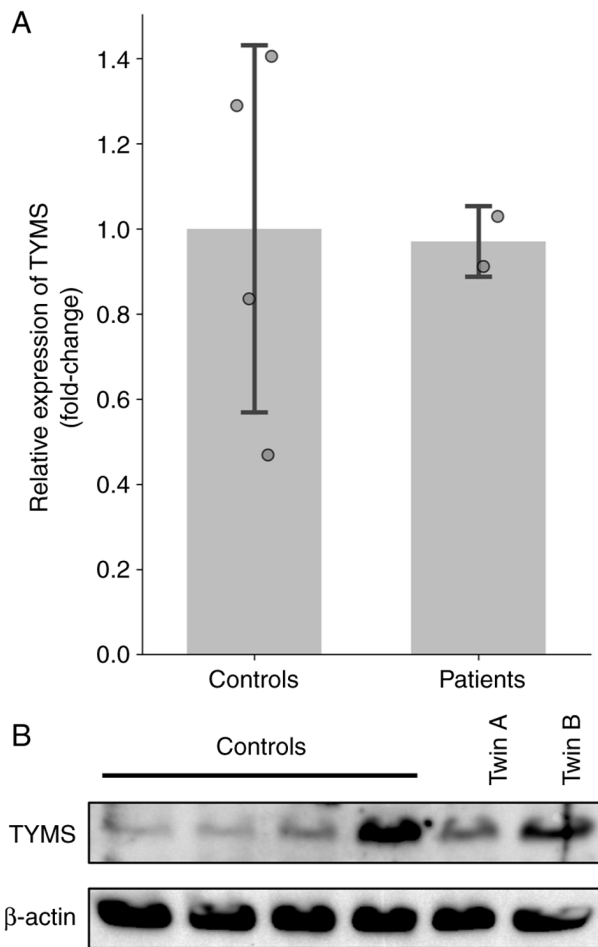 A
Relative expression of TYMS
(fold-change)
1.4
1.2
1.0
0.8
0.6
0.4
0.2
0.0
Controls
Patients
B
Controls
Twin A
Twin B
TYMS
β-actin